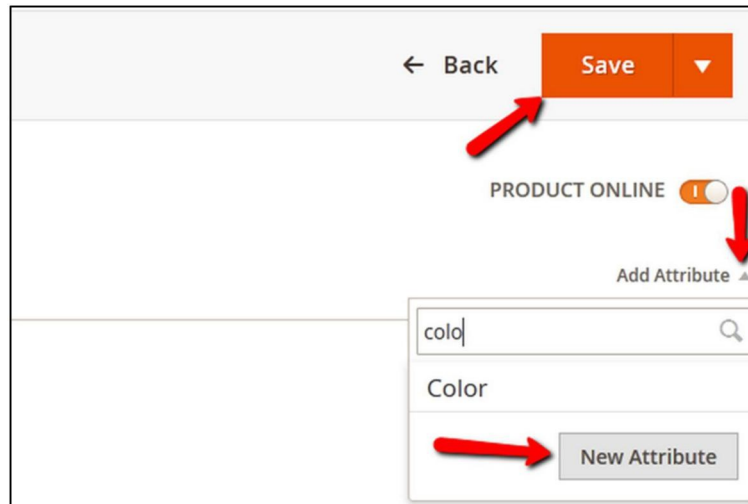 ← Back Save
PRODUCT ONLINE
Add Attribute
colo
Color
New Attribute